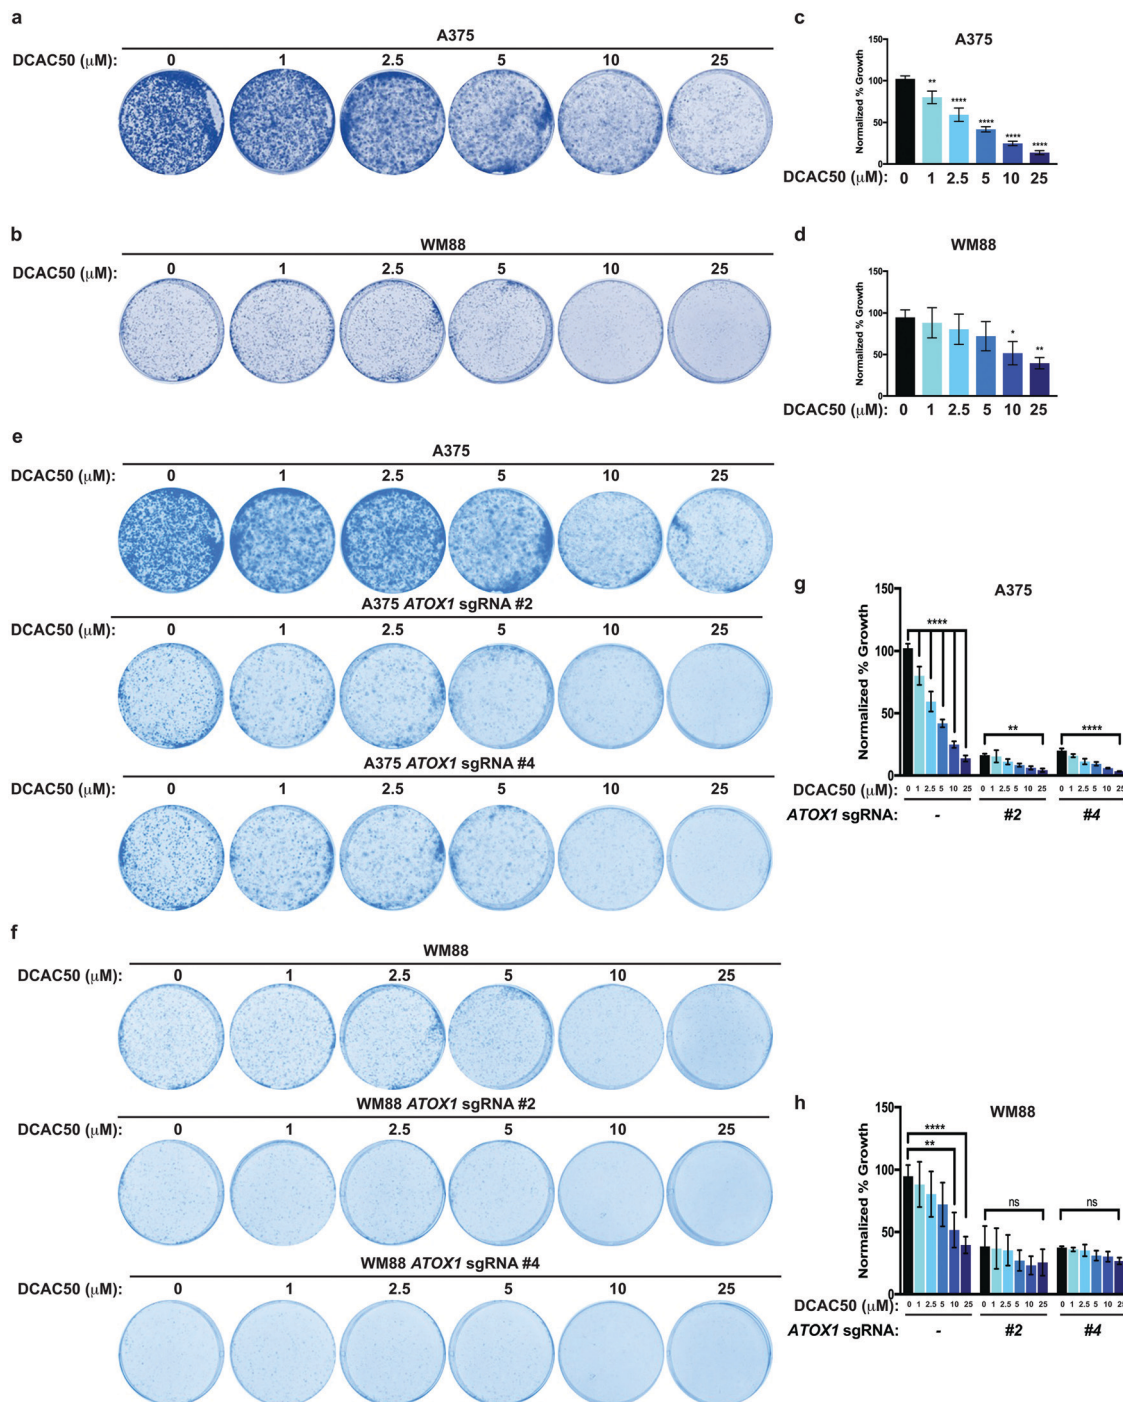 a
A375
DCAC50 (μM): 0 1 2.5 5 10 25
c
A375
Normalized % Growth
150
100
50
0
** **** **** **** ****
DCAC50 (μM): 0 1 2.5 5 10 25
b
WM88
DCAC50 (μM): 0 1 2.5 5 10 25
d
WM88
Normalized % Growth
150
100
50
0
* **
DCAC50 (μM): 0 1 2.5 5 10 25
e
A375
DCAC50 (μM): 0 1 2.5 5 10 25
A375 ATOX1 sgRNA #2
DCAC50 (μM): 0 1 2.5 5 10 25
A375 ATOX1 sgRNA #4
DCAC50 (μM): 0 1 2.5 5 10 25
g
A375
Normalized % Growth
150
100
50
0
**** ** ****
DCAC50 (μM): 0 1 2.5 5 10 25 0 1 2.5 5 10 25 0 1 2.5 5 10 25
ATOX1 sgRNA: - #2 #4
f
WM88
DCAC50 (μM): 0 1 2.5 5 10 25
WM88 ATOX1 sgRNA #2
DCAC50 (μM): 0 1 2.5 5 10 25
WM88 ATOX1 sgRNA #4
DCAC50 (μM): 0 1 2.5 5 10 25
h
WM88
Normalized % Growth
150
100
50
0
****
** ns ns
DCAC50 (μM): 0 1 2.5 5 10 25 0 1 2.5 5 10 25 0 1 2.5 5 10 25
ATOX1 sgRNA: - #2 #4